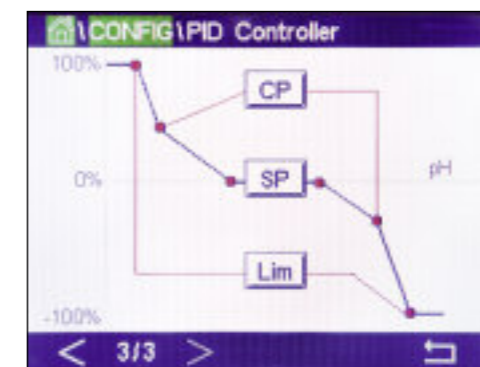 \CONFIG\PID Controller
100%
CP
0%
SP
pH
Lim
-100%
< 3/3 >